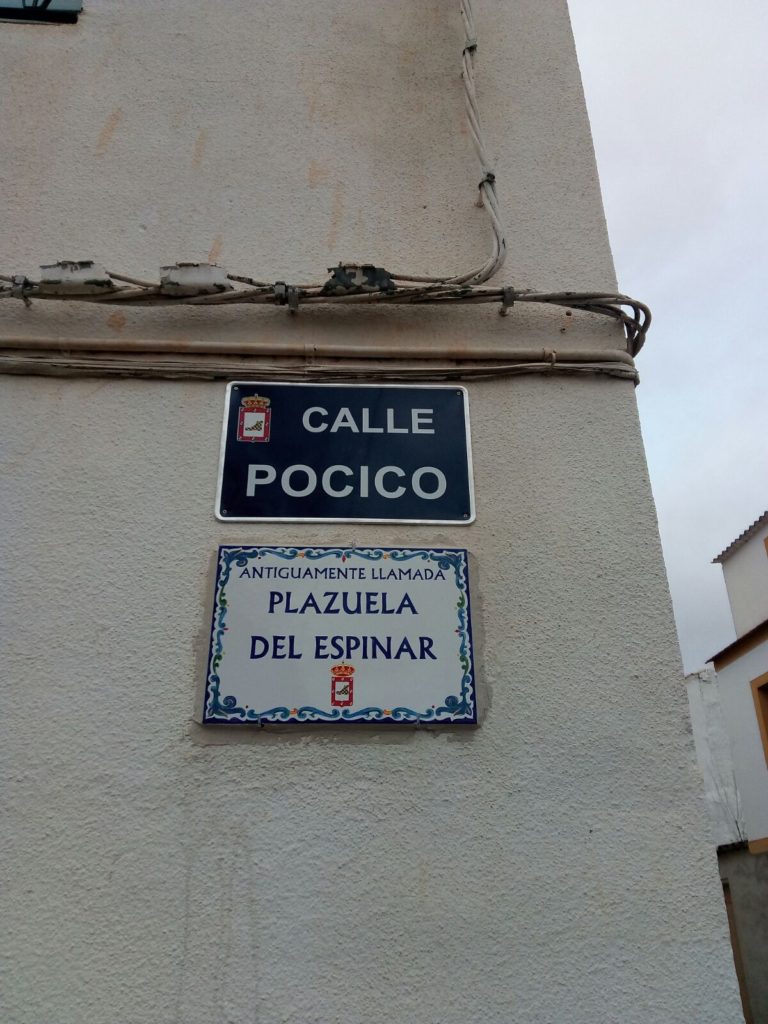 CALLE
POCICO
ANTIGUAMENTE LLAMADA
PLAZUELA
DEL ESPINAR